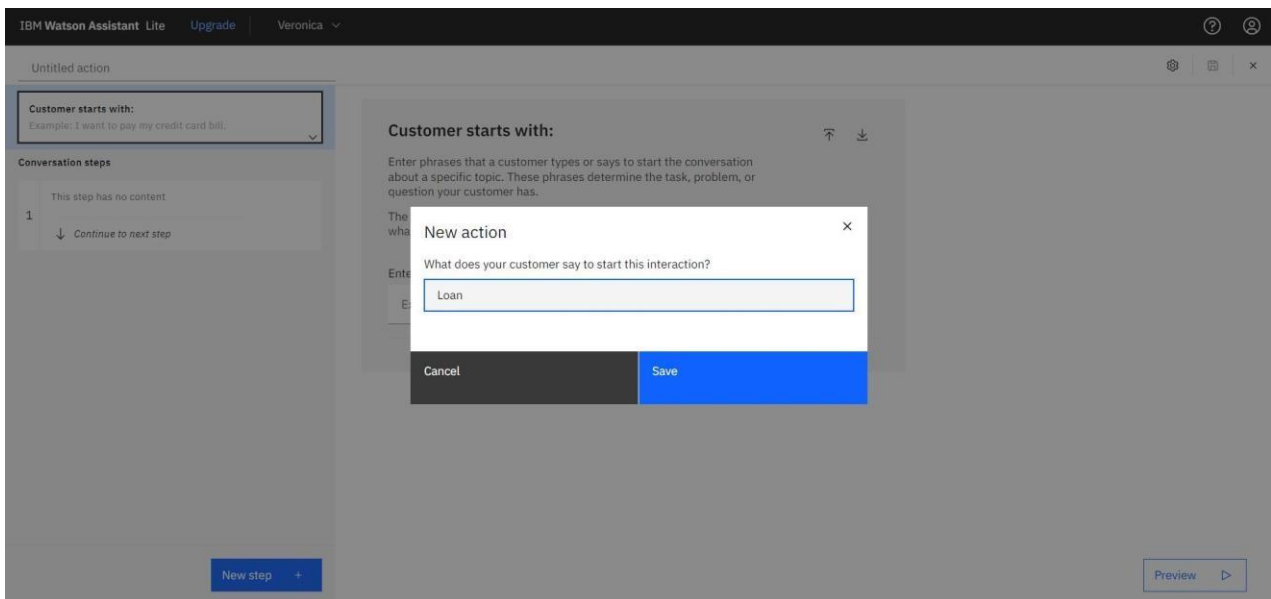 IBM Watson Assistant Lite Upgrade Veronica
Untitled action
Customer starts with:
Example: I want to pay my credit card bill.
Conversation steps
1
This step has no content
Continue to next step
New step +
Customer starts with:
Enter phrases that a customer types or says to start the conversation
about a specific topic. These phrases determine the task, problem, or
question your customer has.
The
wha
Ente
E
New action
What does your customer say to start this interaction?
Loan
Cancel Save
Preview